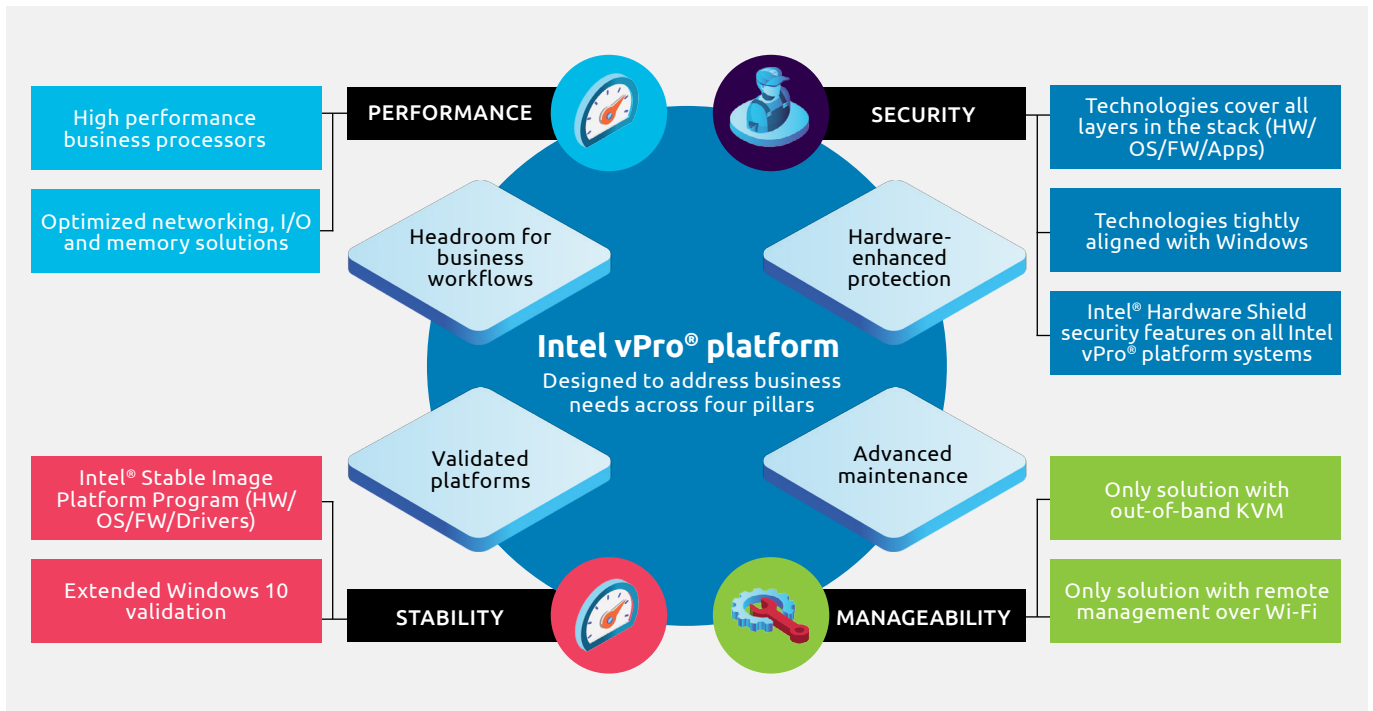 PERFORMANCE
High performance
business processors
Optimized networking, I/O
and memory solutions
Headroom for
business
workflows
SECURITY
Technologies cover all
layers in the stack (HW/
OS/FW/Apps)
Technologies tightly
aligned with Windows
Intel® Hardware Shield
security features on all Intel
vPro® platform systems
Hardware-
enhanced
protection
Intel vPro® platform
Designed to address business
needs across four pillars
Validated
platforms
Intel® Stable Image
Platform Program (HW/
OS/FW/Drivers)
Extended Windows 10
validation
STABILITY
Advanced
maintenance
Only solution with
out-of-band KVM
Only solution with remote
management over Wi-Fi
MANAGEABILITY